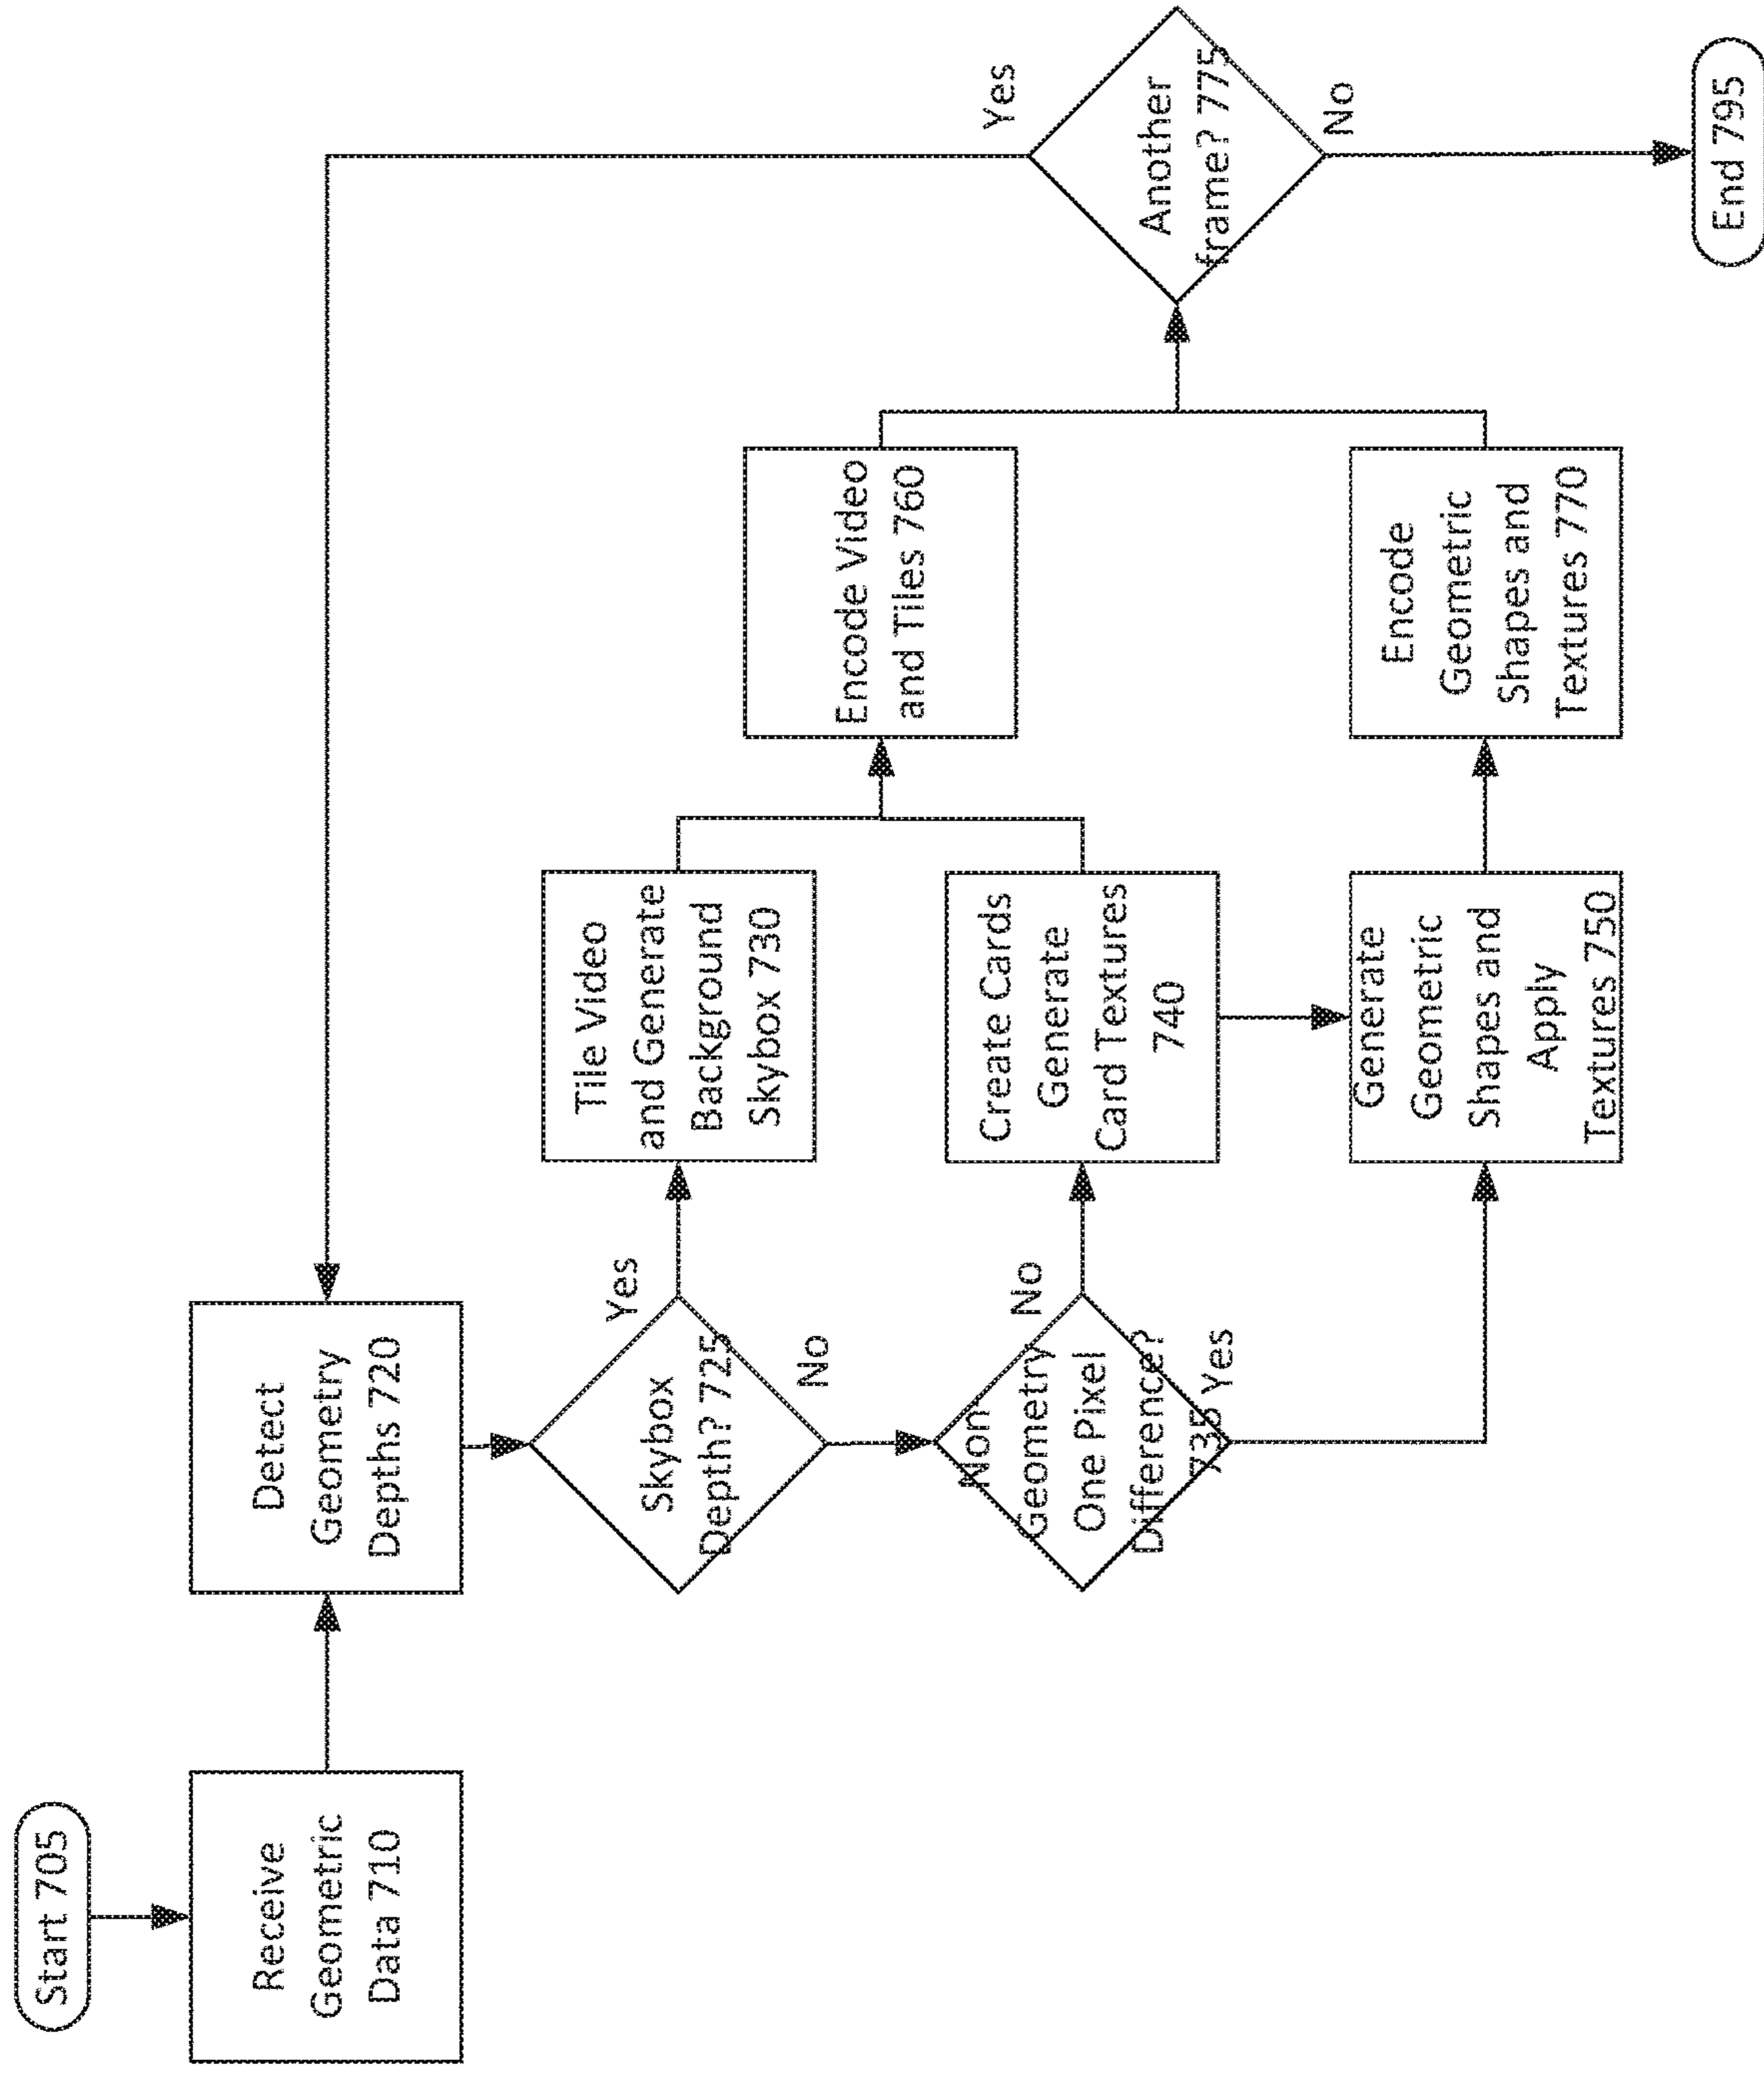 Start 705
Receive
Geometric
Data 710
Detect
Geometry
Depths 720
Skybox
Depth? 725
Yes
No
Tile Video
and Generate
Background
Skybox 730
Non
Geometry
One Pixel
Difference?
735
No
Yes
Create Cards
Generate
Card Textures
740
Generate
Geometric
Shapes and
Apply
Textures 750
Encode Video
and Tiles 760
Encode
Geometric
Shapes and
Textures 770
Another
frame? 775
Yes
No
End 795